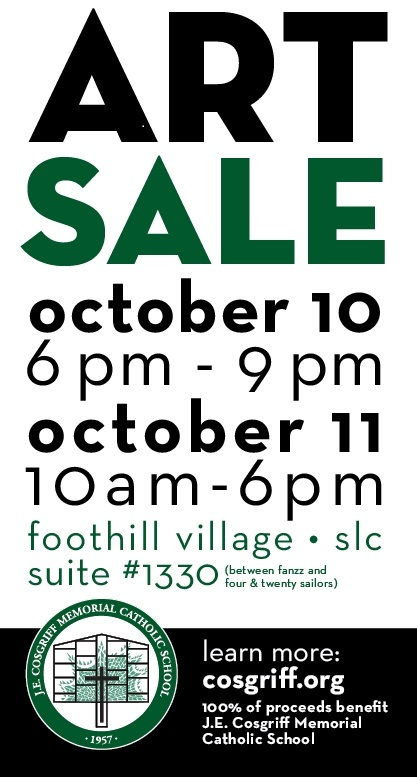 ART
SALE
october 10
6 pm - 9 pm
october 11
10am-6pm
foothill village • slc
suite #1330 (between fanzz and
four & twenty sailors)
J.E. COSGRIFF MEMORIAL CATHOLIC SCHOOL
· 1957 ·
learn more:
cosgriff.org
100% of proceeds benefit
J.E. Cosgriff Memorial
Catholic School